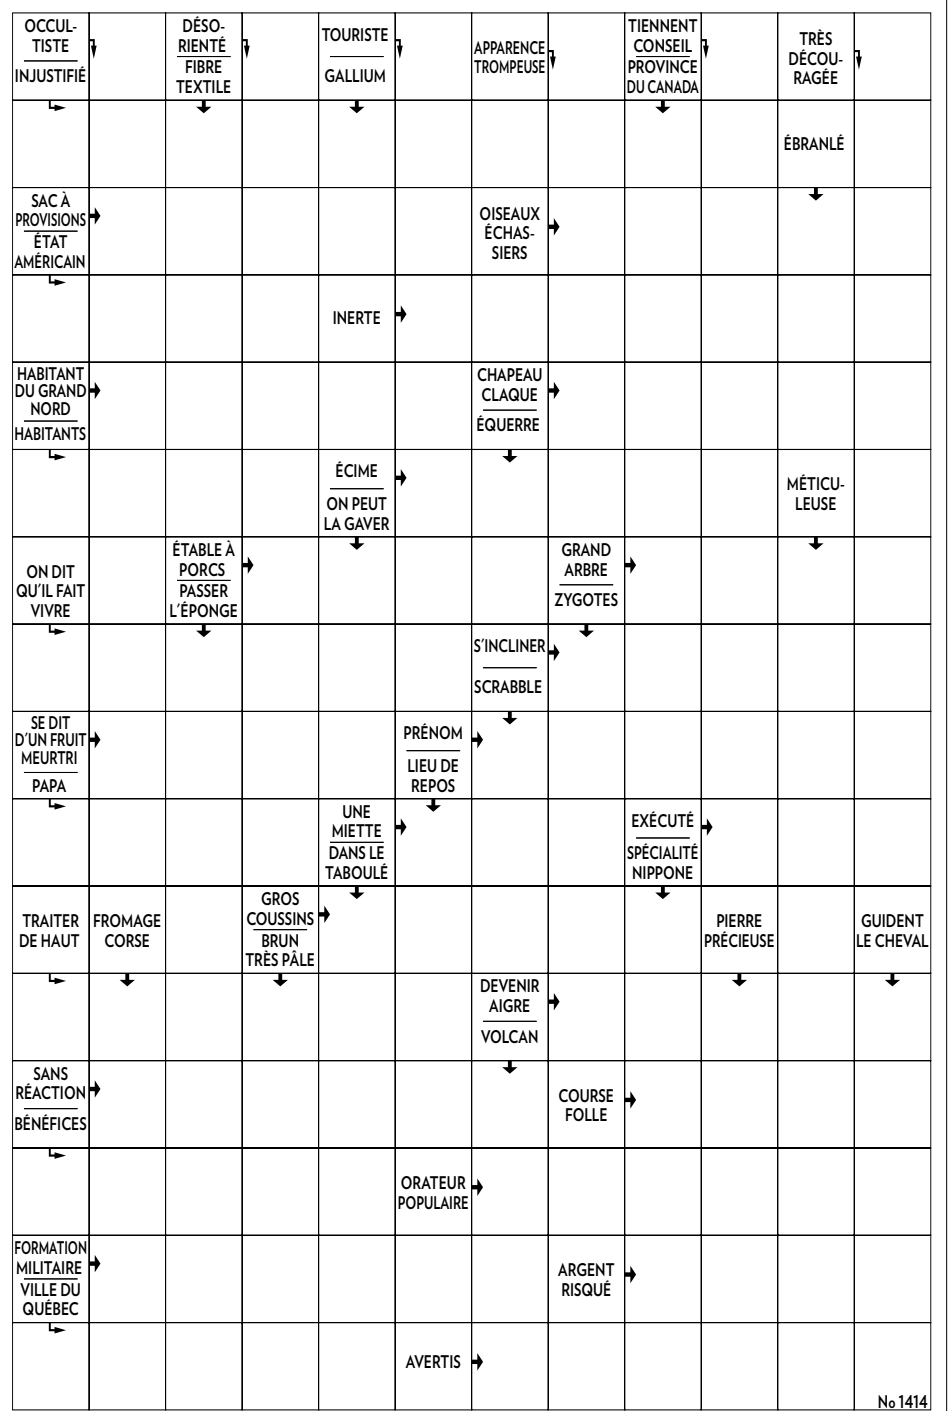 OCCUL-
TISTE
INJUSTIFIÉ
DÉSO-
RIENTÉ
FIBRE
TEXTILE
TOURISTE
GALLIUM
APPARENCE
TROMPEUSE
TIENNENT
CONSEIL
PROVINCE
DU CANADA
TRÈS
DÉCOU-
RAGÉE
ÉBRANLÉ
SAC À
PROVISIONS
ÉTAT
AMÉRICAIN
OISEAUX
ÉCHAS-
SIERS
INERTE
HABITANT
DU GRAND
NORD
HABITANTS
CHAPEAU
CLAQUE
ÉQUERRE
ÉCIME
ON PEUT
LA GAVER
MÉTICU-
LEUSE
ON DIT
QU'IL FAIT
VIVRE
ÉTABLE À
PORCS
PASSER
L'ÉPONGE
GRAND
ARBRE
ZYGOTES
S'INCLINER
SCRABBLE
SE DIT
D'UN FRUIT
MEURTRI
PAPA
PRÉNOM
LIEU DE
REPOS
UNE
MIETTE
DANS LE
TABOULÉ
EXÉCUTÉ
SPÉCIALITÉ
NIPPONE
TRAITER
DE HAUT
FROMAGE
CORSE
GROS
COUSSINS
BRUN
TRÈS PÂLE
PIERRE
PRÉCIEUSE
GUIDENT
LE CHEVAL
DEVENIR
AIGRE
VOLCAN
SANS
RÉACTION
BÉNÉFICES
COURSE
FOLLE
ORATEUR
POPULAIRE
FORMATION
MILITAIRE
VILLE DU
QUÉBEC
ARGENT
RISQUÉ
AVERTIS
No 1414